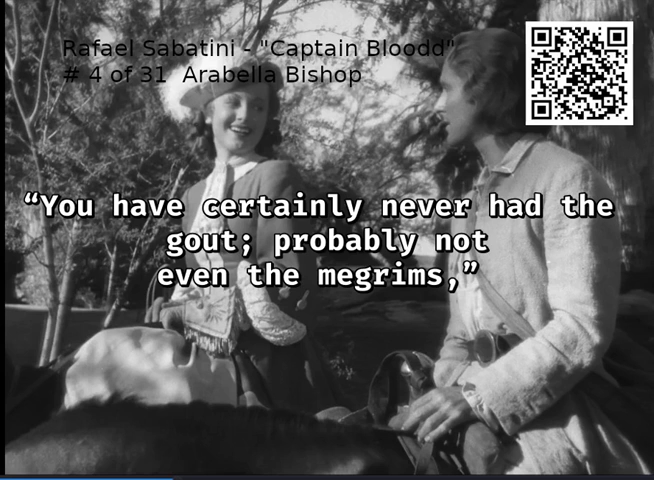 Rafael Sabatini - "Captain Bloodd"
# 4 of 31  Arabella Bishop
“You have certainly never had the
gout; probably not
even the megrims,”